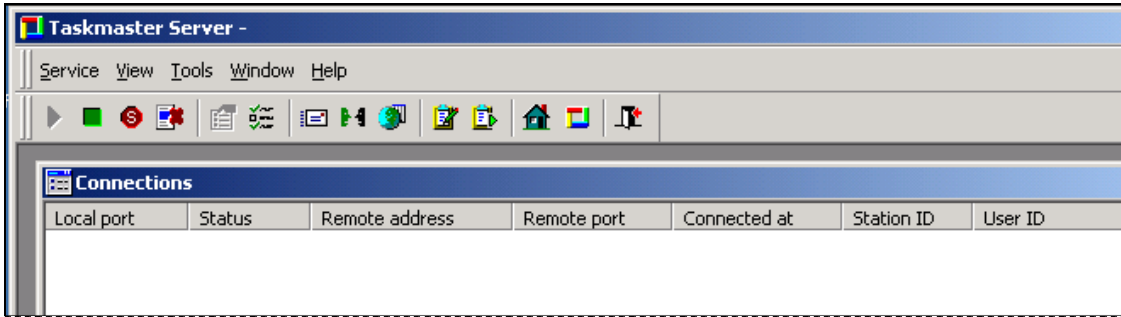 Taskmaster Server -
Service View Tools Window Help
Connections
Local port Status Remote address Remote port Connected at Station ID User ID